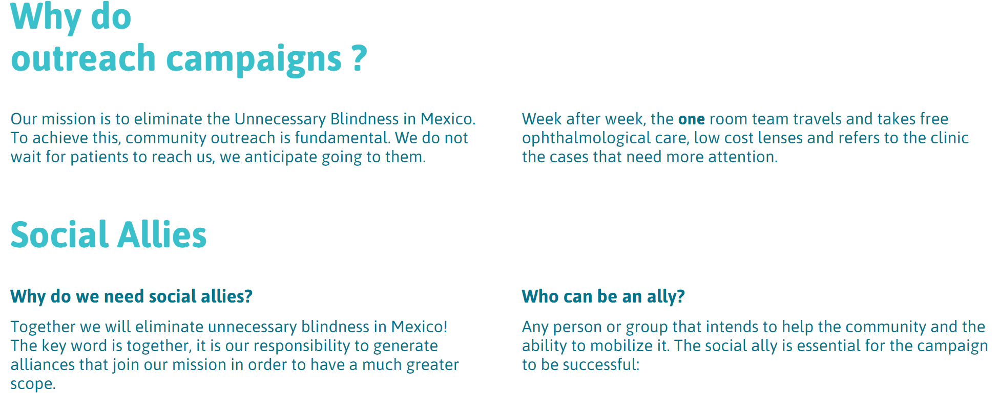 Why do
outreach campaigns ?
Our mission is to eliminate the Unnecessary Blindness in Mexico.
To achieve this, community outreach is fundamental. We do not
wait for patients to reach us, we anticipate going to them.
Week after week, the one room team travels and takes free
ophthalmological care, low cost lenses and refers to the clinic
the cases that need more attention.
Social Allies
Why do we need social allies?
Together we will eliminate unnecessary blindness in Mexico!
The key word is together, it is our responsibility to generate
alliances that join our mission in order to have a much greater
scope.
Who can be an ally?
Any person or group that intends to help the community and the
ability to mobilize it. The social ally is essential for the campaign
to be successful: